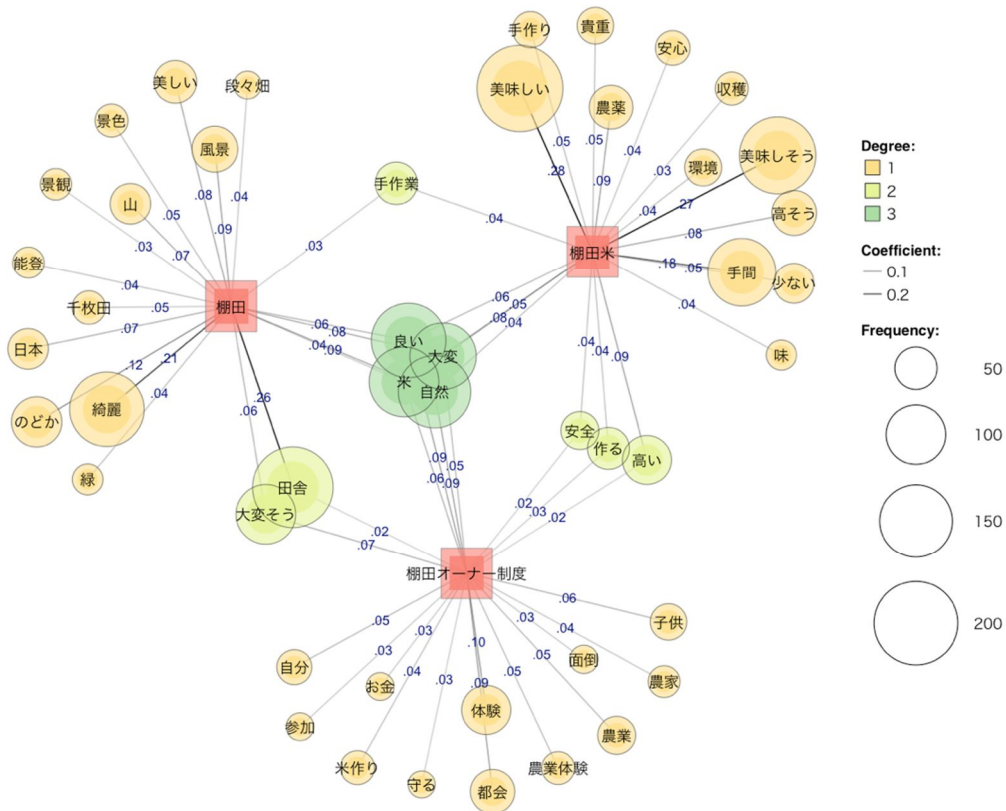 手作り
貴重
安心
美しい
段々畑
美味しい
農薬
収穫
景色
風景
美味しそう
環境
景観
山
手作業
高そう
.05
.05
.04
.28
.09
.03
.04
.27
.08
.08
.04
.05
.09
.03
.07
.03
.04
能登
千枚田
棚田
棚田米
手間
少ない
.18
.05
.04
.05
.07
日本
.12
.21
.04
.06
.08
.04
.09
.06
.05
.08
.04
.04
良い
大変
米
自然
.04
.04
.09
味
のどか
綺麗
緑
.26
.06
安全
作る
高い
田舎
大変そう
.09
.05
.06
.09
.02
.03
.02
.02
.07
棚田オーナー制度
.05
.03
.03
.04
.03
.10
.09
.05
.03
.04
.05
.06
子供
自分
お金
面倒
農家
参加
体験
農業
米作り
守る
都会
農業体験
Degree:
1
2
3
Coefficient:
0.1
0.2
Frequency:
50
100
150
200